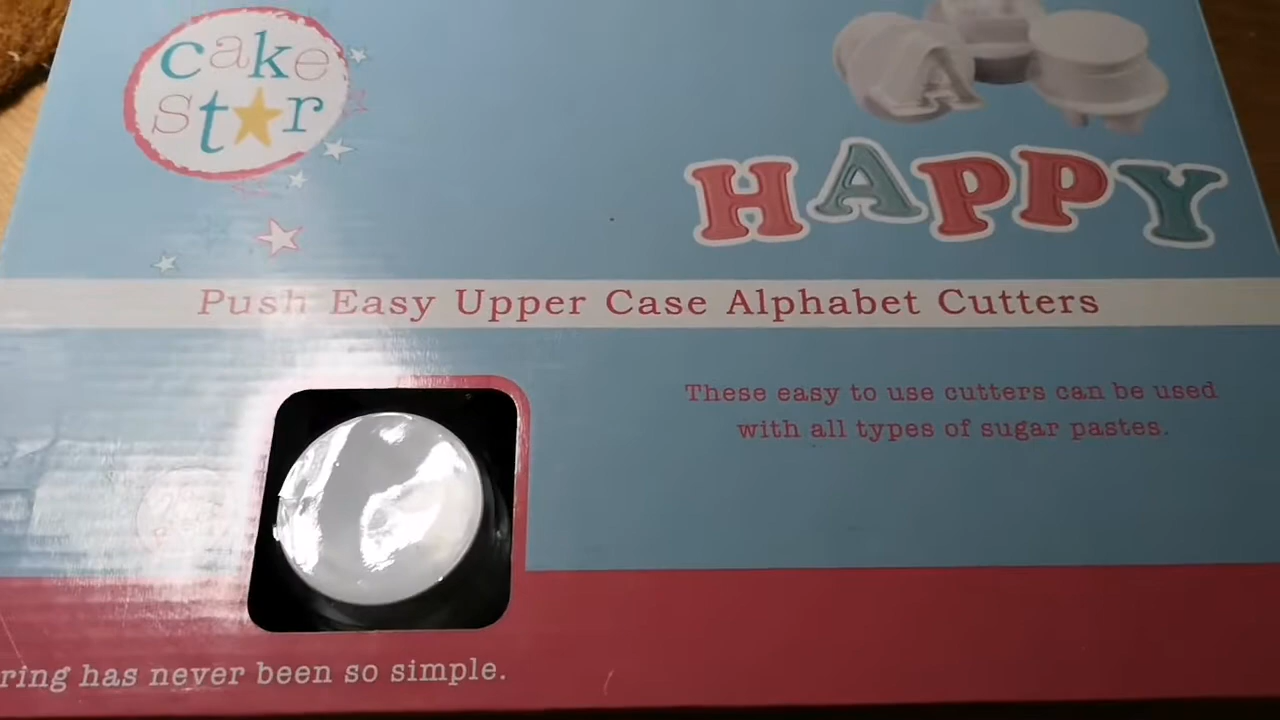 cake
star
HAPPY
Push Easy Upper Case Alphabet Cutters
These easy to use cutters can be used
with all types of sugar pastes.
has never been so simple.